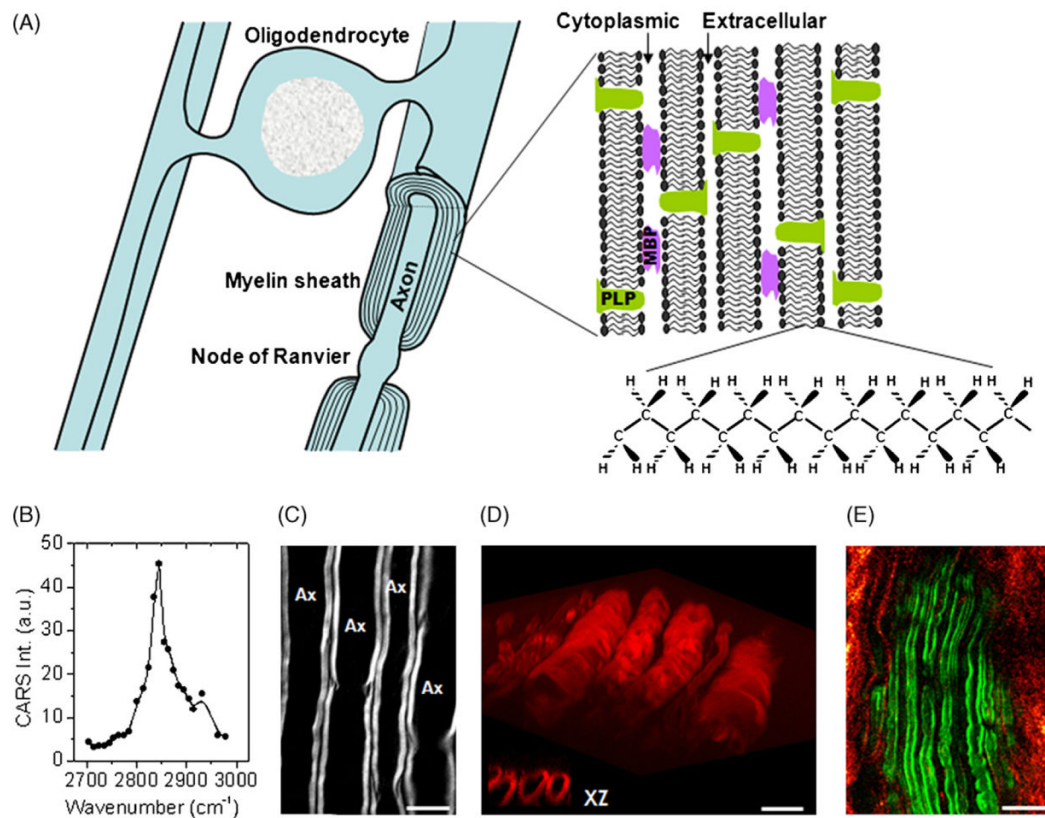 (A)
Oligodendrocyte
Cytoplasmic Extracellular
Myelin sheath
Axon
Node of Ranvier
MBP
PLP
H H H H H H H H H H H H H H H H
C C C C C C C C
C C C C C C C C
H H H H H H H H H H H H H H H H
(B)
50
40
30
20
10
0
2700 2800 2900 3000
CARS Int. (a.u.)
Wavenumber (cm⁻¹)
(C)
Ax
Ax
Ax
Ax
(D)
XZ
(E)